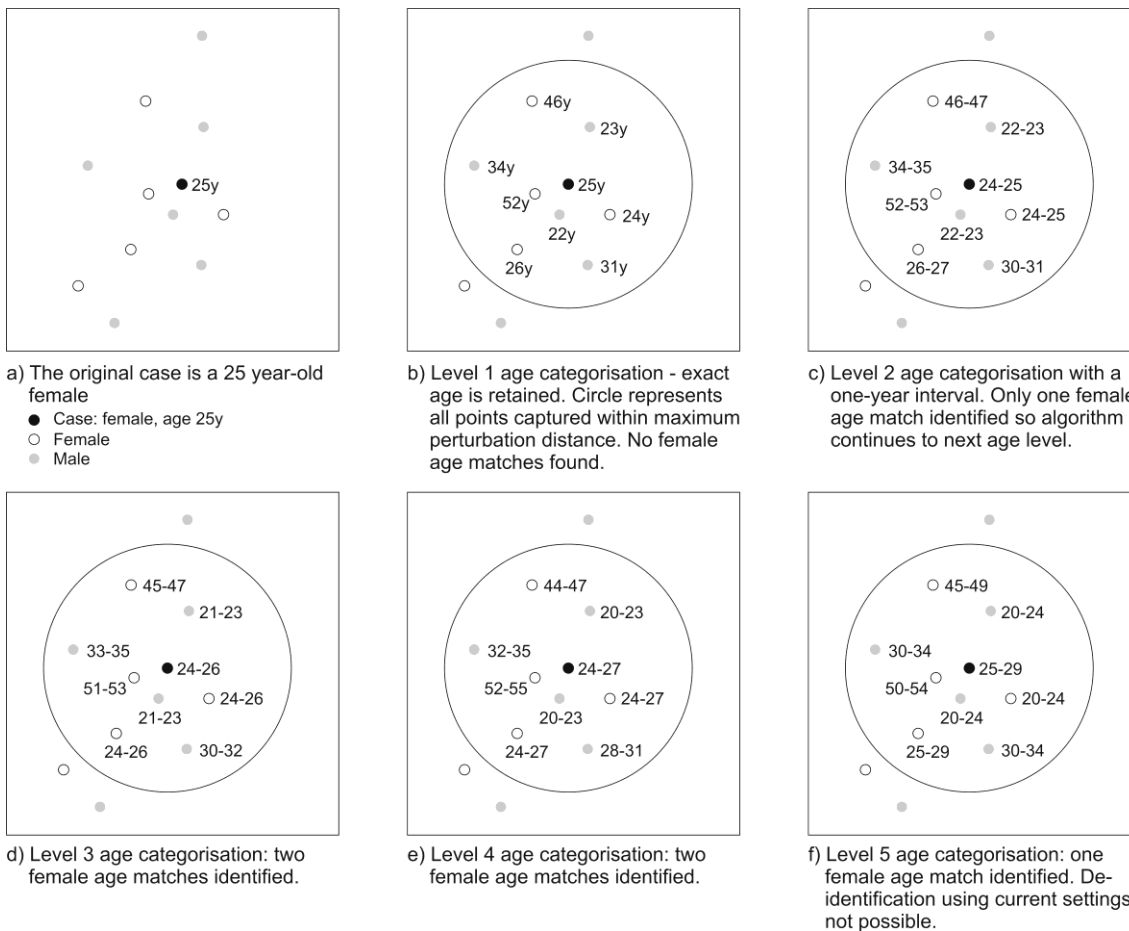 25y
a) The original case is a 25 year-old
female
Case: female, age 25y
Female
Male
46y
23y
34y
25y
52y
24y
22y
26y
31y
b) Level 1 age categorisation - exact
age is retained. Circle represents
all points captured within maximum
perturbation distance. No female
age matches found.
46-47
22-23
34-35
24-25
52-53
24-25
22-23
26-27
30-31
c) Level 2 age categorisation with a
one-year interval. Only one female
age match identified so algorithm
continues to next age level.
45-47
21-23
33-35
24-26
51-53
24-26
21-23
24-26
30-32
d) Level 3 age categorisation: two
female age matches identified.
44-47
20-23
32-35
24-27
52-55
24-27
20-23
24-27
28-31
e) Level 4 age categorisation: two
female age matches identified.
45-49
20-24
30-34
25-29
50-54
20-24
20-24
25-29
30-34
f) Level 5 age categorisation: one
female age match identified. De-
identification using current settings
not possible.